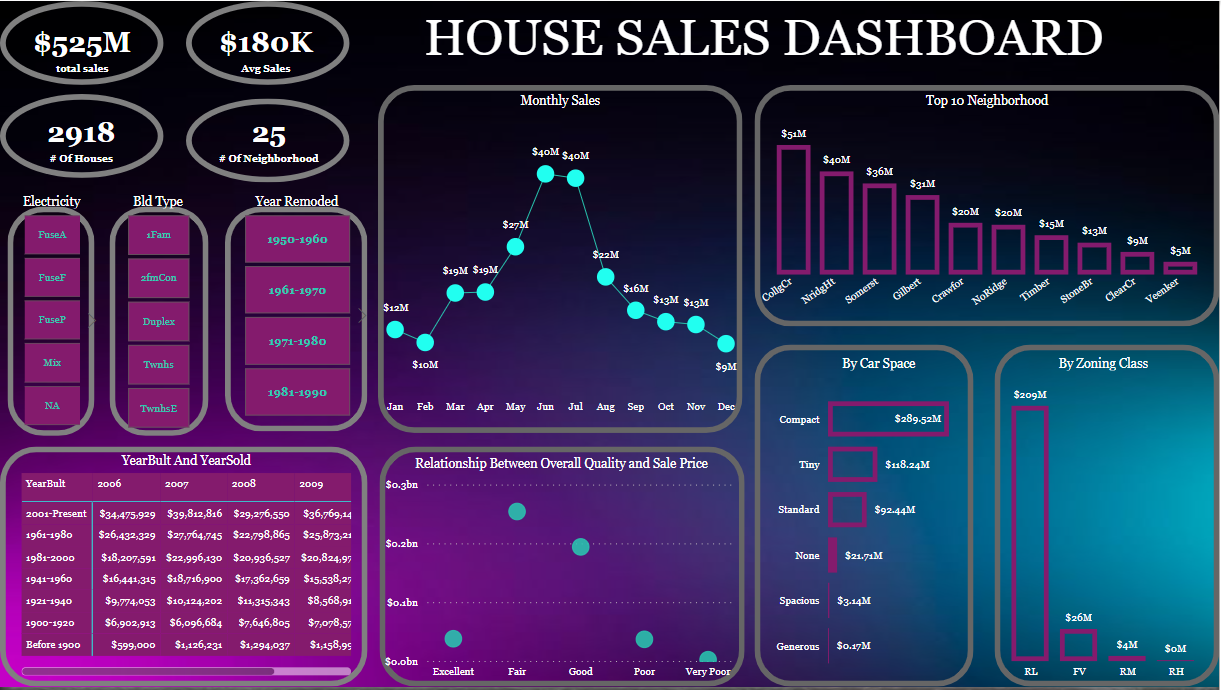 HOUSE SALES DASHBOARD
$525M
total sales
$180K
Avg Sales
2918
# Of Houses
25
# Of Neighborhood
Electricity
FuseA
FuseF
FuseP
Mix
NA
Bld Type
1Fam
2fmCon
Duplex
Twnhs
TwnhsE
Year Remoded
1950-1960
1961-1970
1971-1980
1981-1990
Monthly Sales
$12M
$10M
$19M
$19M
$27M
$40M
$40M
$22M
$16M
$13M
$13M
$9M
Jan Feb Mar Apr May Jun Jul Aug Sep Oct Nov Dec
Top 10 Neighborhood
$51M
$40M
$36M
$31M
$20M
$20M
$15M
$13M
$9M
$5M
CollgCr NridgHt Somerst Gilbert Crawfor NoRidge Timber StoneBr ClearCr Veenker
YearBult And YearSold
YearBult 2006 2007 2008 2009
2001-Present $34,475,929 $39,812,816 $29,276,550 $36,769,14
1961-1980 $26,432,329 $27,764,745 $22,798,865 $25,873,21
1981-2000 $18,207,591 $22,996,130 $20,936,527 $20,824,97
1941-1960 $16,441,315 $18,716,900 $17,362,659 $15,538,27
1921-1940 $9,774,053 $10,124,202 $11,315,343 $8,568,91
1900-1920 $6,902,913 $6,096,684 $7,646,805 $7,078,57
Before 1900 $599,000 $1,126,231 $1,294,037 $1,158,99
Relationship Between Overall Quality and Sale Price
$0.3bn
$0.2bn
$0.1bn
$0.0bn
Excellent Fair Good Poor Very Poor
By Car Space
Compact $289.52M
Tiny $118.24M
Standard $92.44M
None $21.71M
Spacious $3.14M
Generous $0.17M
By Zoning Class
$209M
$26M
$4M
$0M
RL FV RM RH